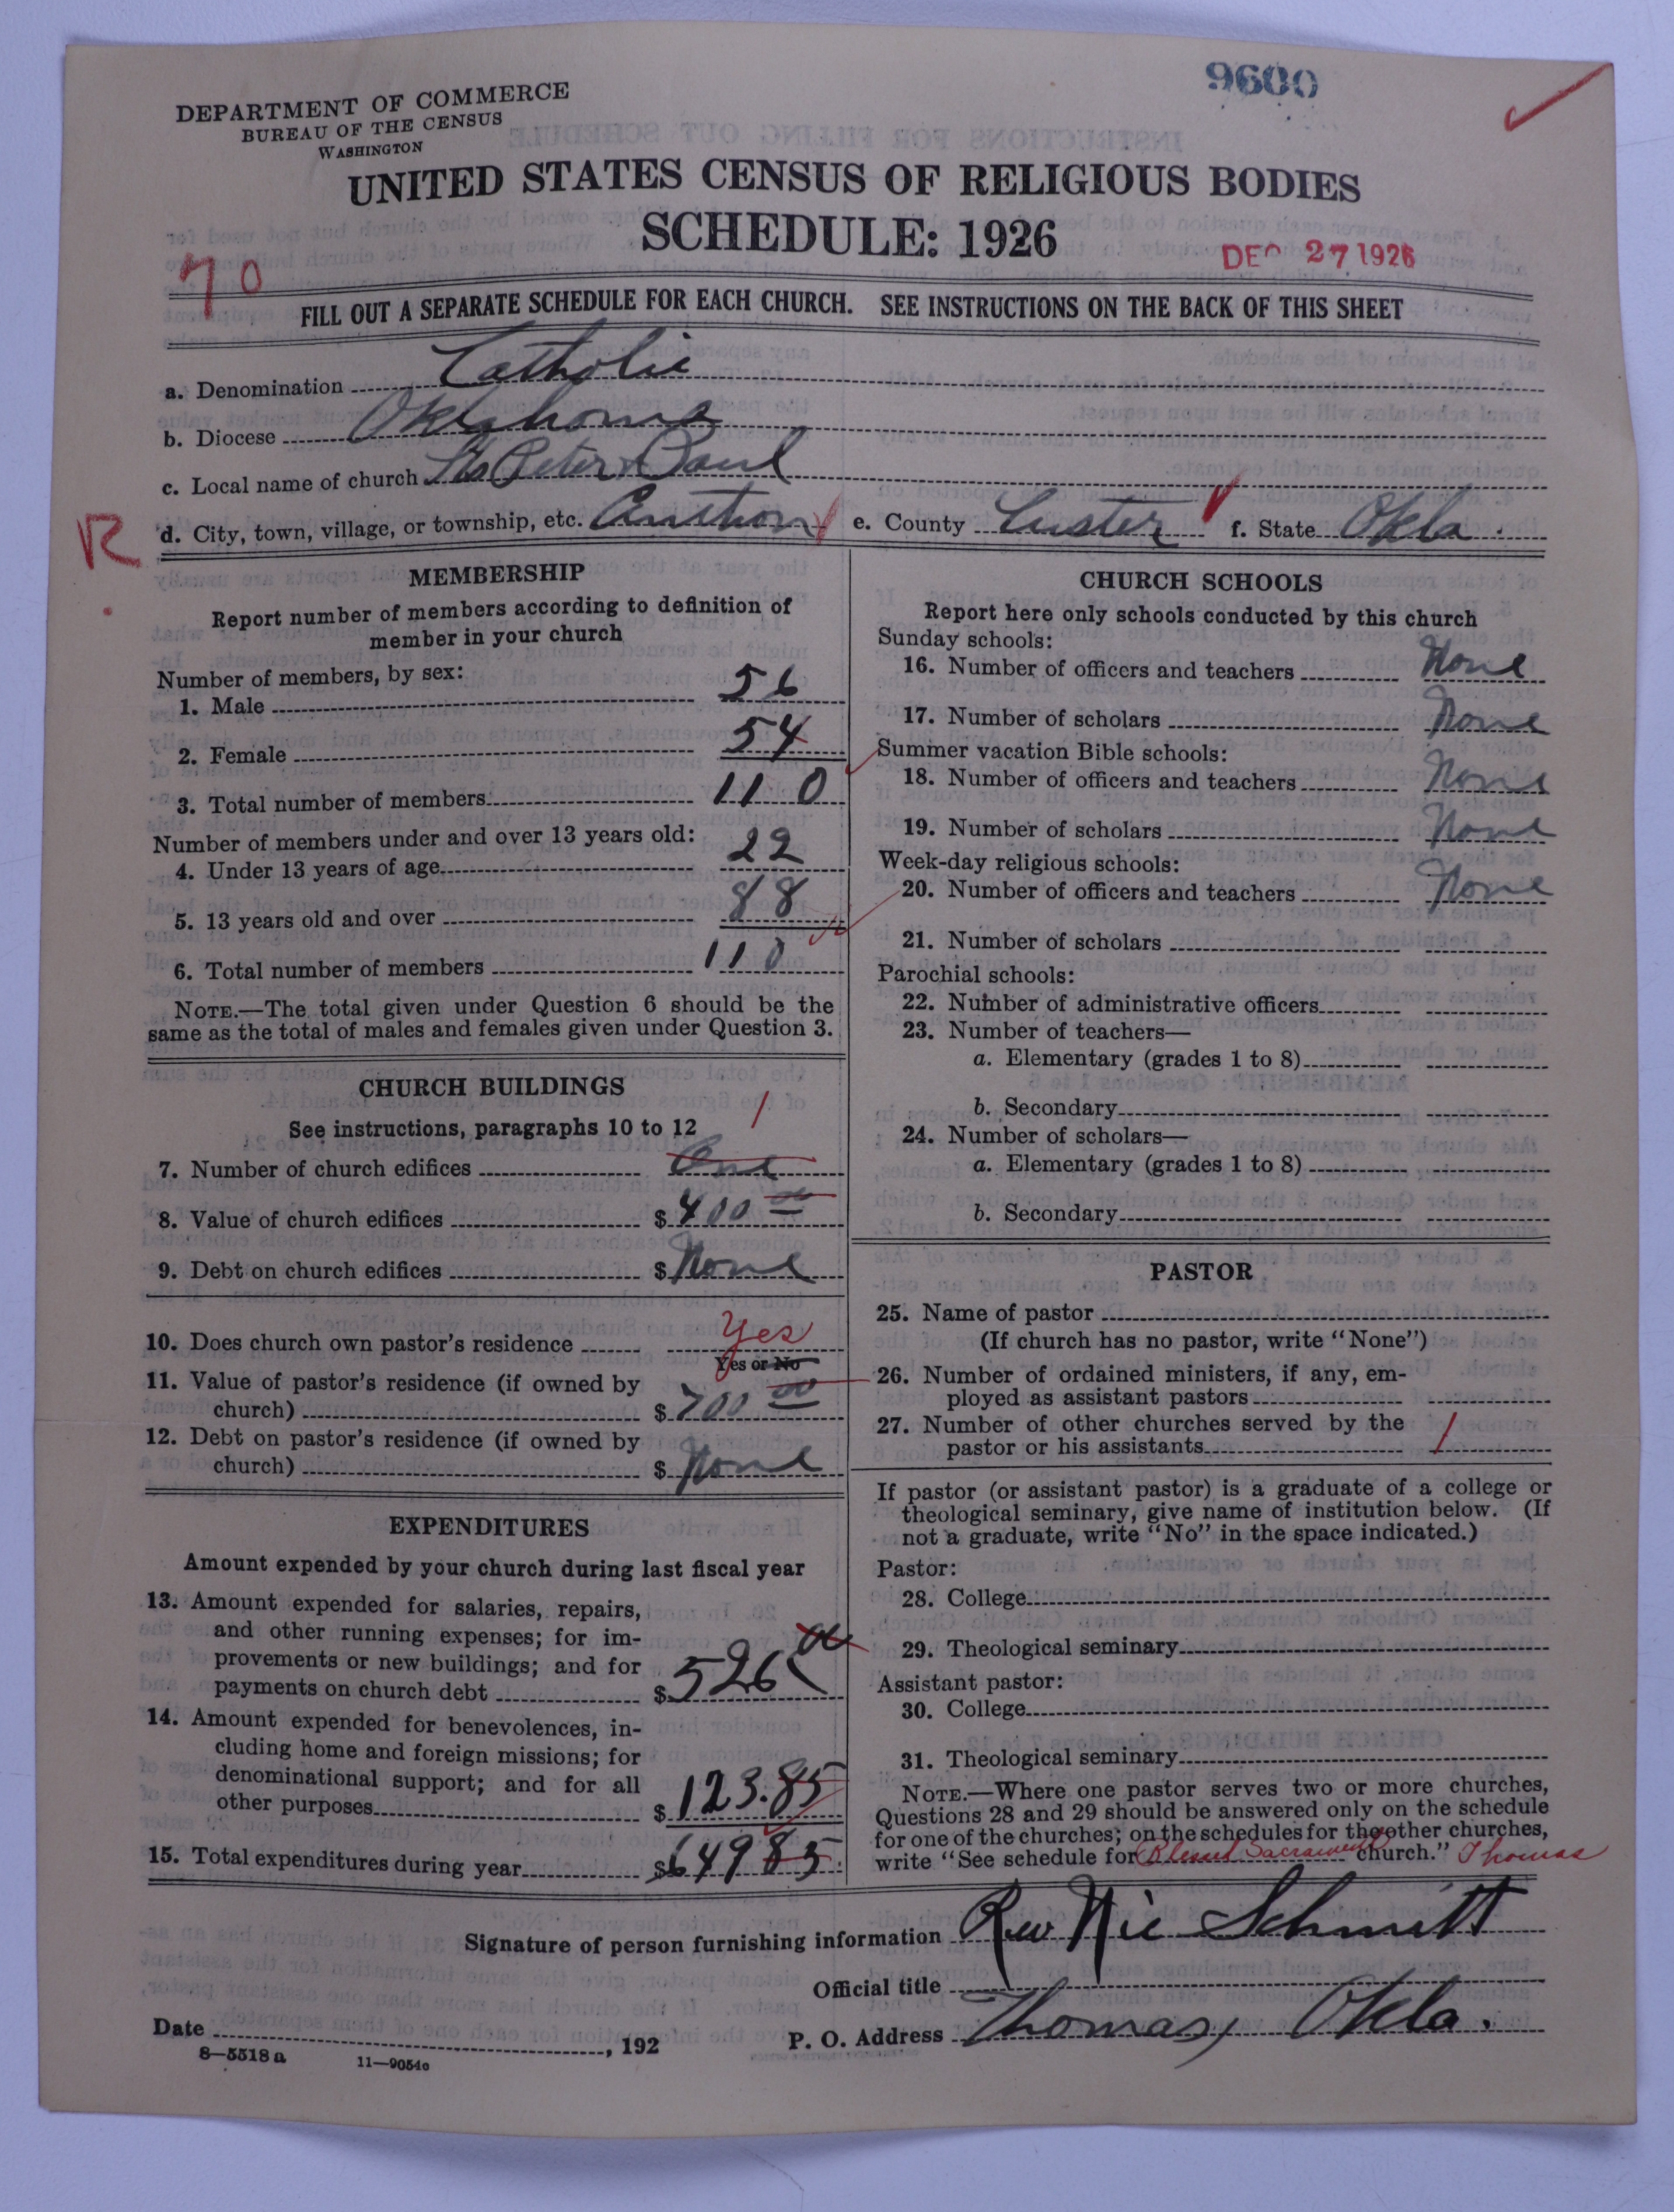 9600
DEPARTMENT OF COMMERCE
BUREAU OF THE CENSUS
WASHINGTON
UNITED STATES CENSUS OF RELIGIOUS BODIES
SCHEDULE: 1926
DEC 27 1926
70
FILL OUT A SEPARATE SCHEDULE FOR EACH CHURCH. SEE INSTRUCTIONS ON THE BACK OF THIS SHEET
a. Denomination Catholic
b. Diocese Oklahoma
c. Local name of church Sts Peter & Paul
R
d. City, town, village, or township, etc. Anthon e. County Custer f. State Okla.
MEMBERSHIP
Report number of members according to definition of
member in your church
Number of members, by sex:
1. Male 56
2. Female 54
3. Total number of members 110
Number of members under and over 13 years old:
4. Under 13 years of age 22
5. 13 years old and over 88
6. Total number of members 110
NOTE.—The total given under Question 6 should be the
same as the total of males and females given under Question 3.
CHURCH BUILDINGS
See instructions, paragraphs 10 to 12
1
7. Number of church edifices One
8. Value of church edifices $ 400 00
9. Debt on church edifices $ None
10. Does church own pastor's residence Yes
Yes or No
11. Value of pastor's residence (if owned by
church) $ 700 00
12. Debt on pastor's residence (if owned by
church) $ None
EXPENDITURES
Amount expended by your church during last fiscal year
13. Amount expended for salaries, repairs,
and other running expenses; for im-
provements or new buildings; and for
payments on church debt $ 526 00
14. Amount expended for benevolences, in-
cluding home and foreign missions; for
denominational support; and for all
other purposes $ 123.85
15. Total expenditures during year $ 649 85
CHURCH SCHOOLS
Report here only schools conducted by this church
Sunday schools:
16. Number of officers and teachers None
17. Number of scholars None
Summer vacation Bible schools:
18. Number of officers and teachers None
19. Number of scholars None
Week-day religious schools:
20. Number of officers and teachers None
21. Number of scholars
Parochial schools:
22. Number of administrative officers
23. Number of teachers—
a. Elementary (grades 1 to 8)
b. Secondary
24. Number of scholars—
a. Elementary (grades 1 to 8)
b. Secondary
PASTOR
25. Name of pastor
(If church has no pastor, write "None")
26. Number of ordained ministers, if any, em-
ployed as assistant pastors
27. Number of other churches served by the
pastor or his assistants 1
If pastor (or assistant pastor) is a graduate of a college or
theological seminary, give name of institution below. (If
not a graduate, write "No" in the space indicated.)
Pastor:
28. College
29. Theological seminary
Assistant pastor:
30. College
31. Theological seminary
NOTE.—Where one pastor serves two or more churches,
Questions 28 and 29 should be answered only on the schedule
for one of the churches; on the schedules for the other churches,
write "See schedule for Blessed Sacrament church." Thomas
Signature of person furnishing information Rev Nic Schmitt
Official title
Date , 192 P. O. Address Thomas, Okla.
8—5518 a 11—9054c